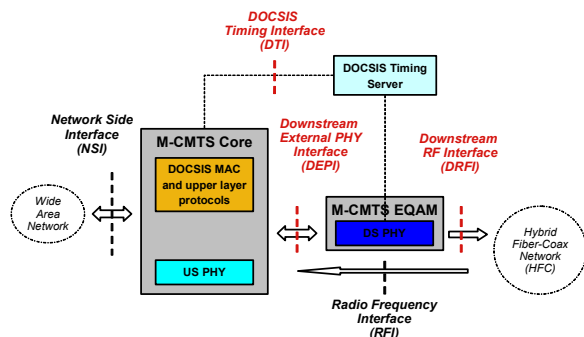 DOCSIS
Timing Interface
(DTI)
DOCSIS Timing
Server
Network Side
Interface
(NSI)
M-CMTS Core
Downstream
External PHY
Interface
(DEPI)
Downstream
RF Interface
(DRFI)
DOCSIS MAC
and upper layer
protocols
Wide
Area
Network
M-CMTS EQAM
DS PHY
Hybrid
Fiber-Coax
Network
(HFC)
US PHY
Radio Frequency
Interface
(RFI)